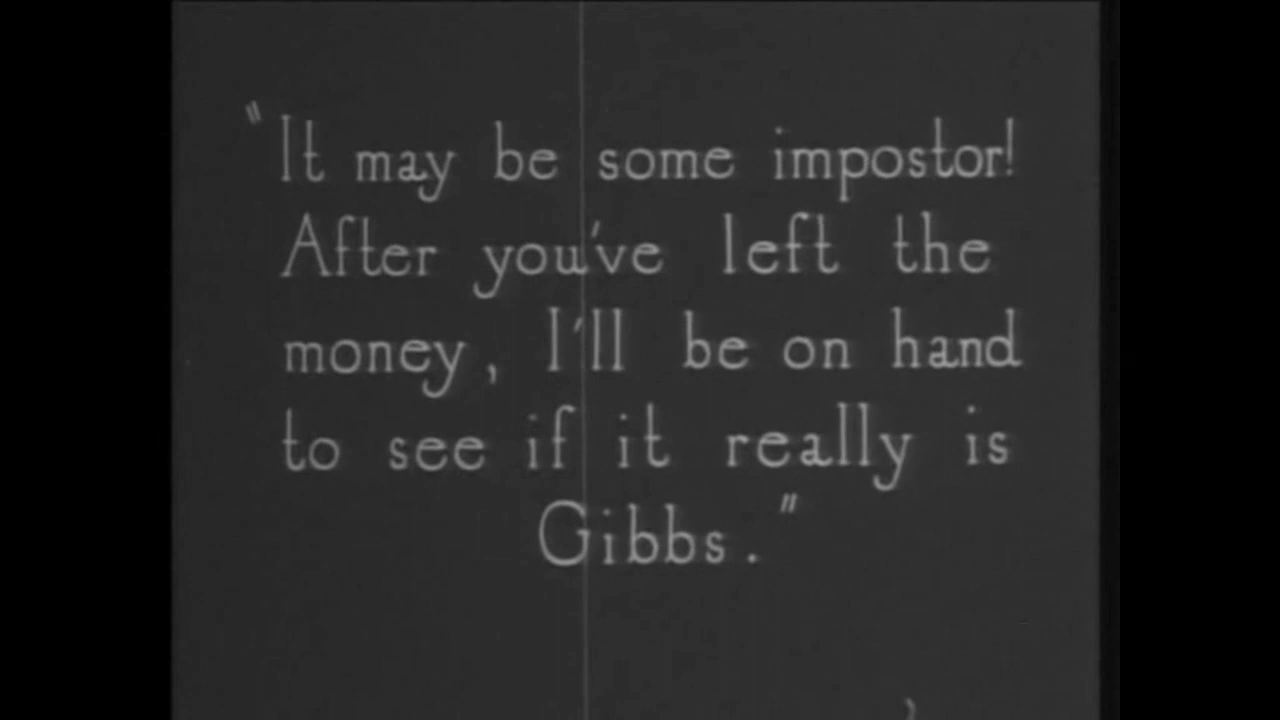 "It may be some impostor!
After you've left the
money, I'll be on hand
to see if it really is
Gibbs."